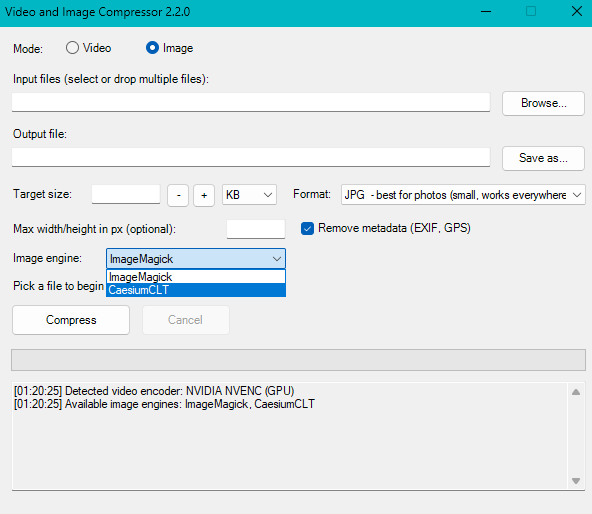 Video and Image Compressor 2.2.0
Mode: Video Image
Input files (select or drop multiple files):
Browse...
Output file:
Save as...
Target size: - + KB Format: JPG - best for photos (small, works everywhere
Max width/height in px (optional): Remove metadata (EXIF, GPS)
Image engine: ImageMagick
ImageMagick
Pick a file to begin CaesiumCLT
Compress Cancel
[01:20:25] Detected video encoder: NVIDIA NVENC (GPU)
[01:20:25] Available image engines: ImageMagick, CaesiumCLT